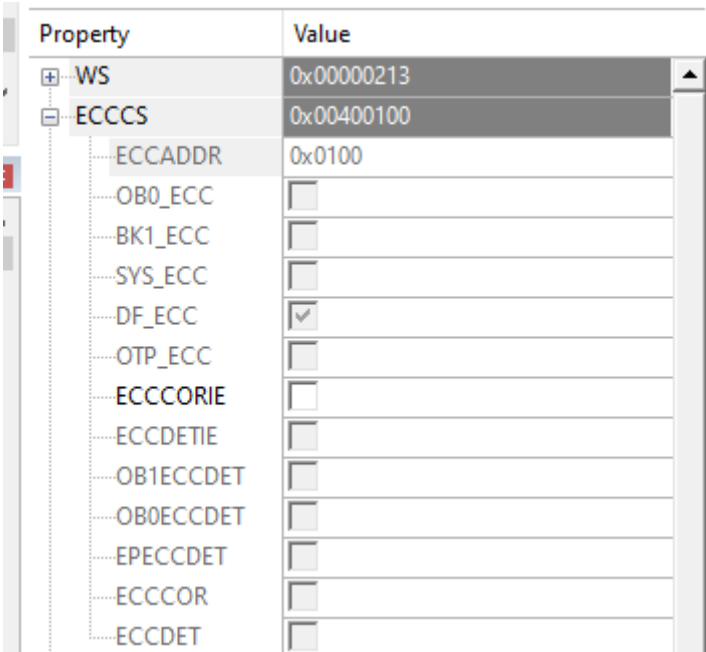 Property Value
WS 0x00000213
ECCCS 0x00400100
ECCADDR 0x0100
OB0_ECC
BK1_ECC
SYS_ECC
DF_ECC
OTP_ECC
ECCCORIE
ECCDETIE
OB1ECCDET
OB0ECCDET
EPECCDET
ECCCOR
ECCDET